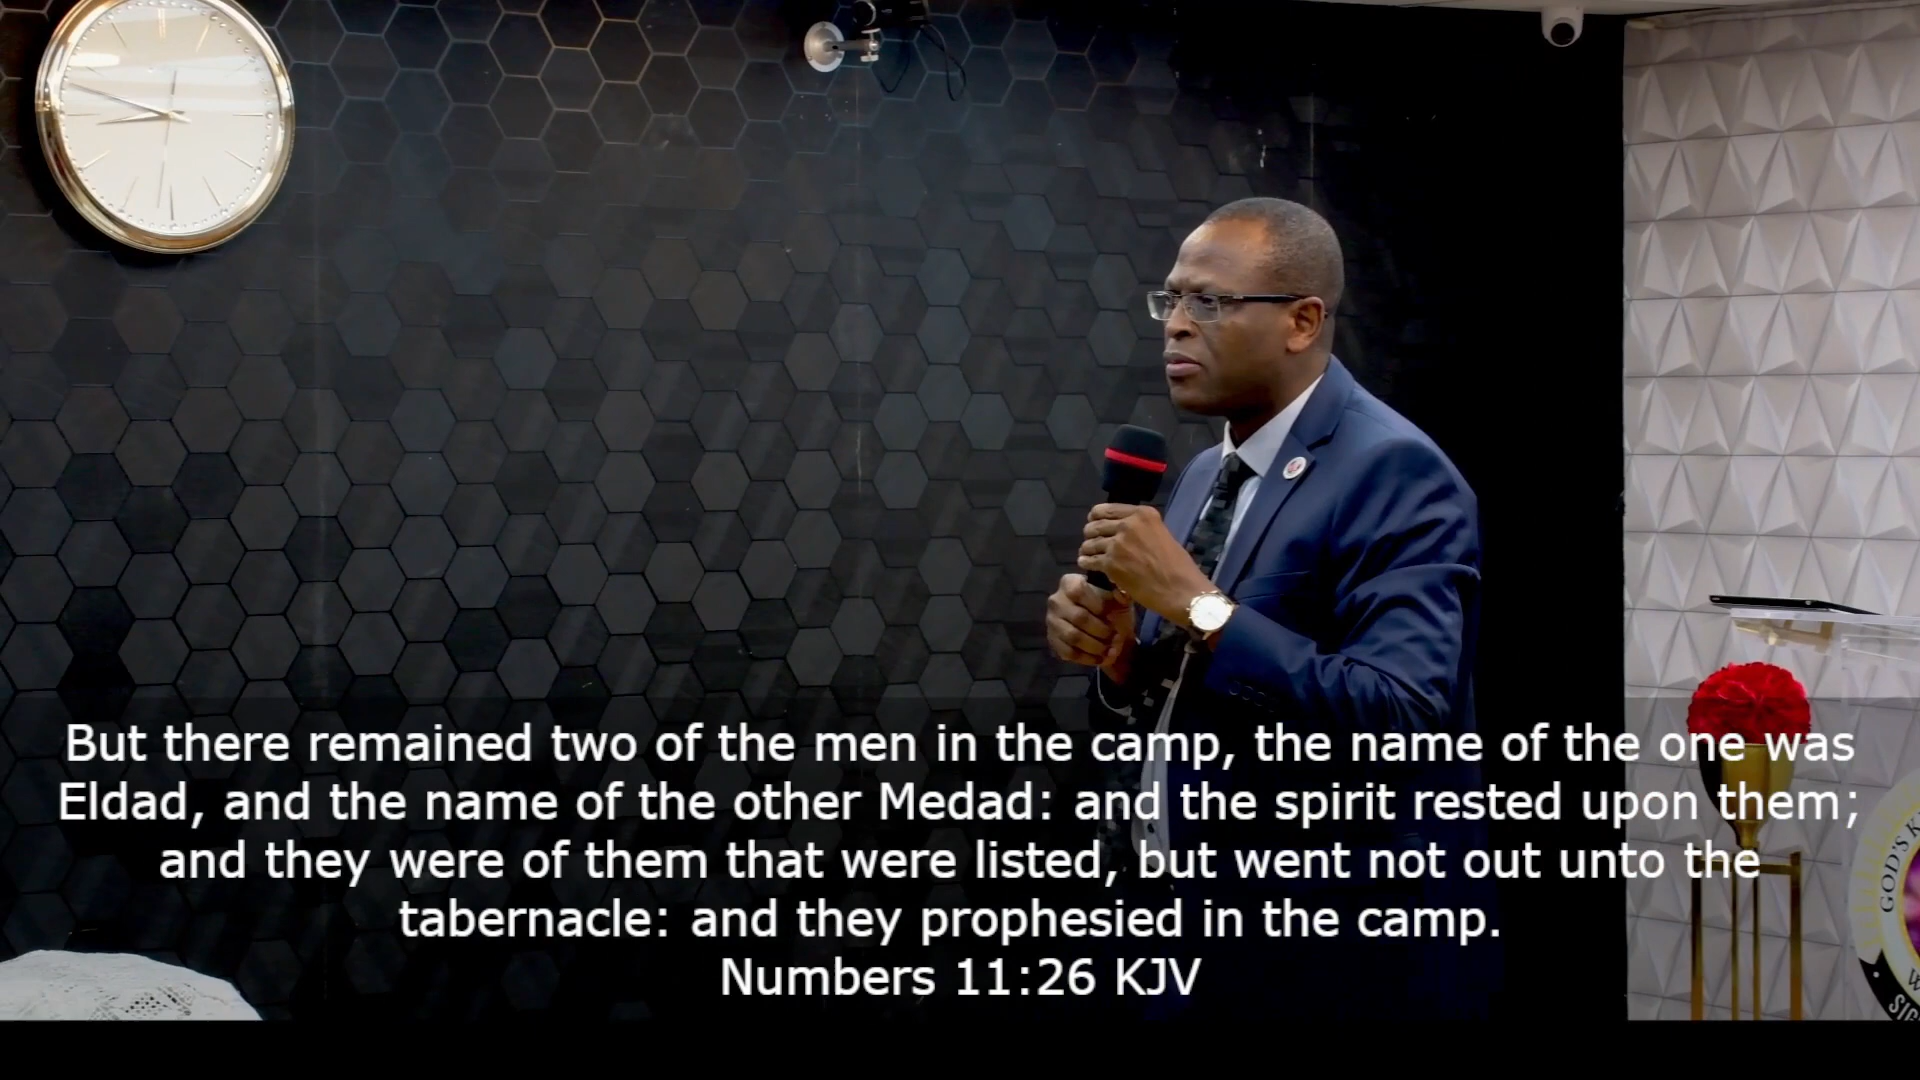 But there remained two of the men in the camp, the name of the one was
Eldad, and the name of the other Medad: and the spirit rested upon them;
and they were of them that were listed, but went not out unto the
tabernacle: and they prophesied in the camp.
Numbers 11:26 KJV
GOD'S